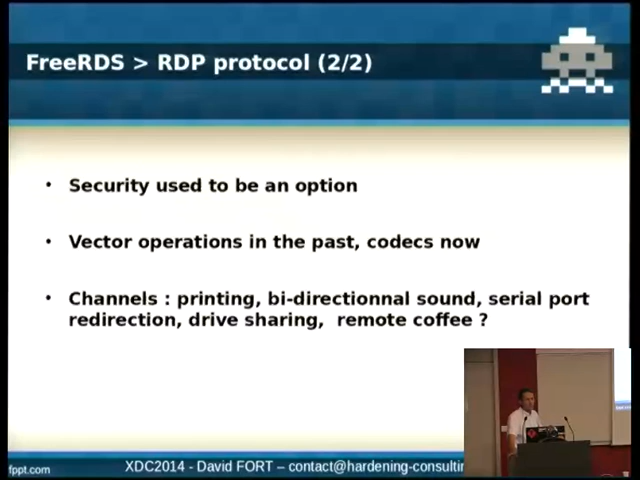 FreeRDS > RDP protocol (2/2)
• Security used to be an option
• Vector operations in the past, codecs now
• Channels : printing, bi-directionnal sound, serial port
redirection, drive sharing, remote coffee ?
fppt.com
XDC2014 - David FORT – contact@hardening-consultin